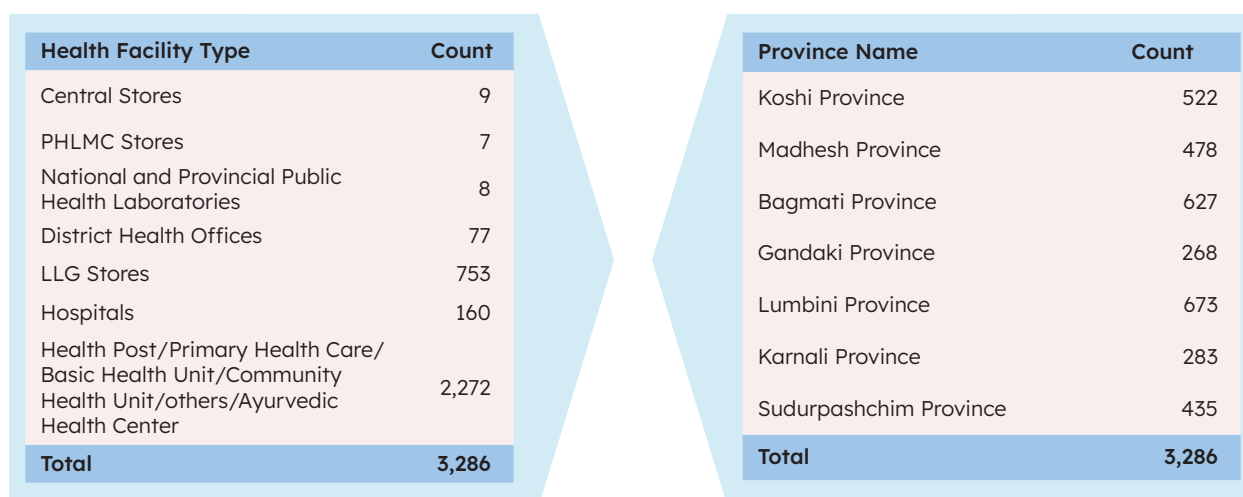 Health Facility Type Count
Central Stores 9
PHLMC Stores 7
National and Provincial Public
Health Laboratories 8
District Health Offices 77
LLG Stores 753
Hospitals 160
Health Post/Primary Health Care/
Basic Health Unit/Community
Health Unit/others/Ayurvedic
Health Center 2,272
Total 3,286
Province Name Count
Koshi Province 522
Madhesh Province 478
Bagmati Province 627
Gandaki Province 268
Lumbini Province 673
Karnali Province 283
Sudurpashchim Province 435
Total 3,286